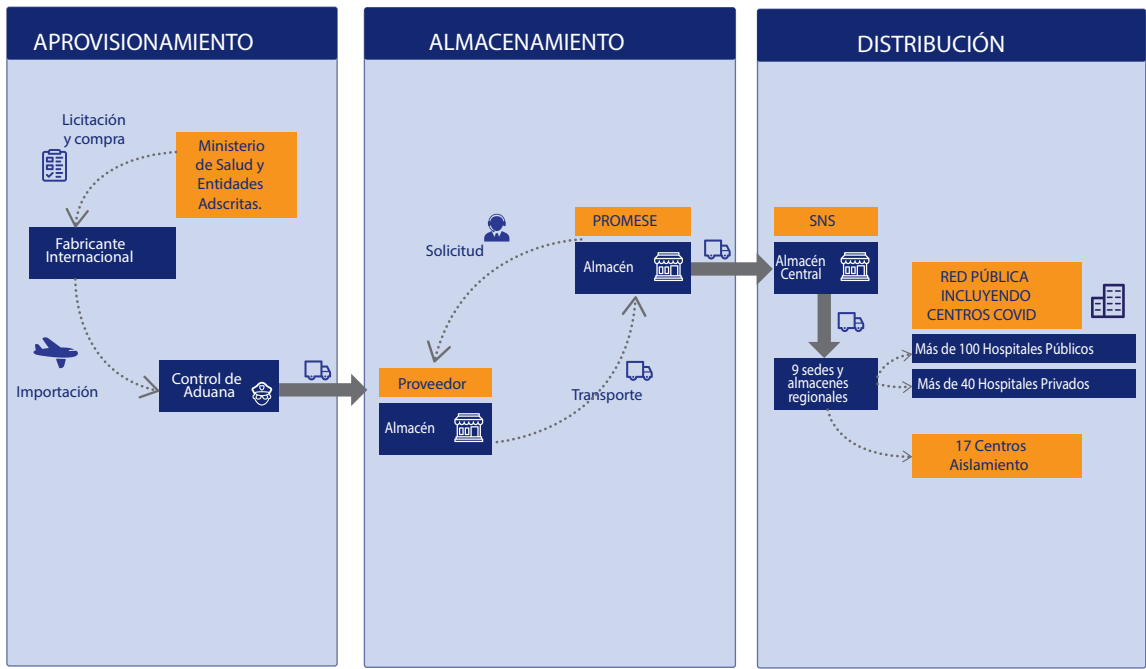 APROVISIONAMIENTO
Licitación
y compra
Ministerio
de Salud y
Entidades
Adscritas.
Fabricante
Internacional
Importación
Control de
Aduana
ALMACENAMIENTO
PROMESE
Almacén
Solicitud
Proveedor
Almacén
Transporte
DISTRIBUCIÓN
SNS
Almacén
Central
RED PÚBLICA
INCLUYENDO
CENTROS COVID
9 sedes y
almacenes
regionales
Más de 100 Hospitales Públicos
Más de 40 Hospitales Privados
17 Centros
Aislamiento